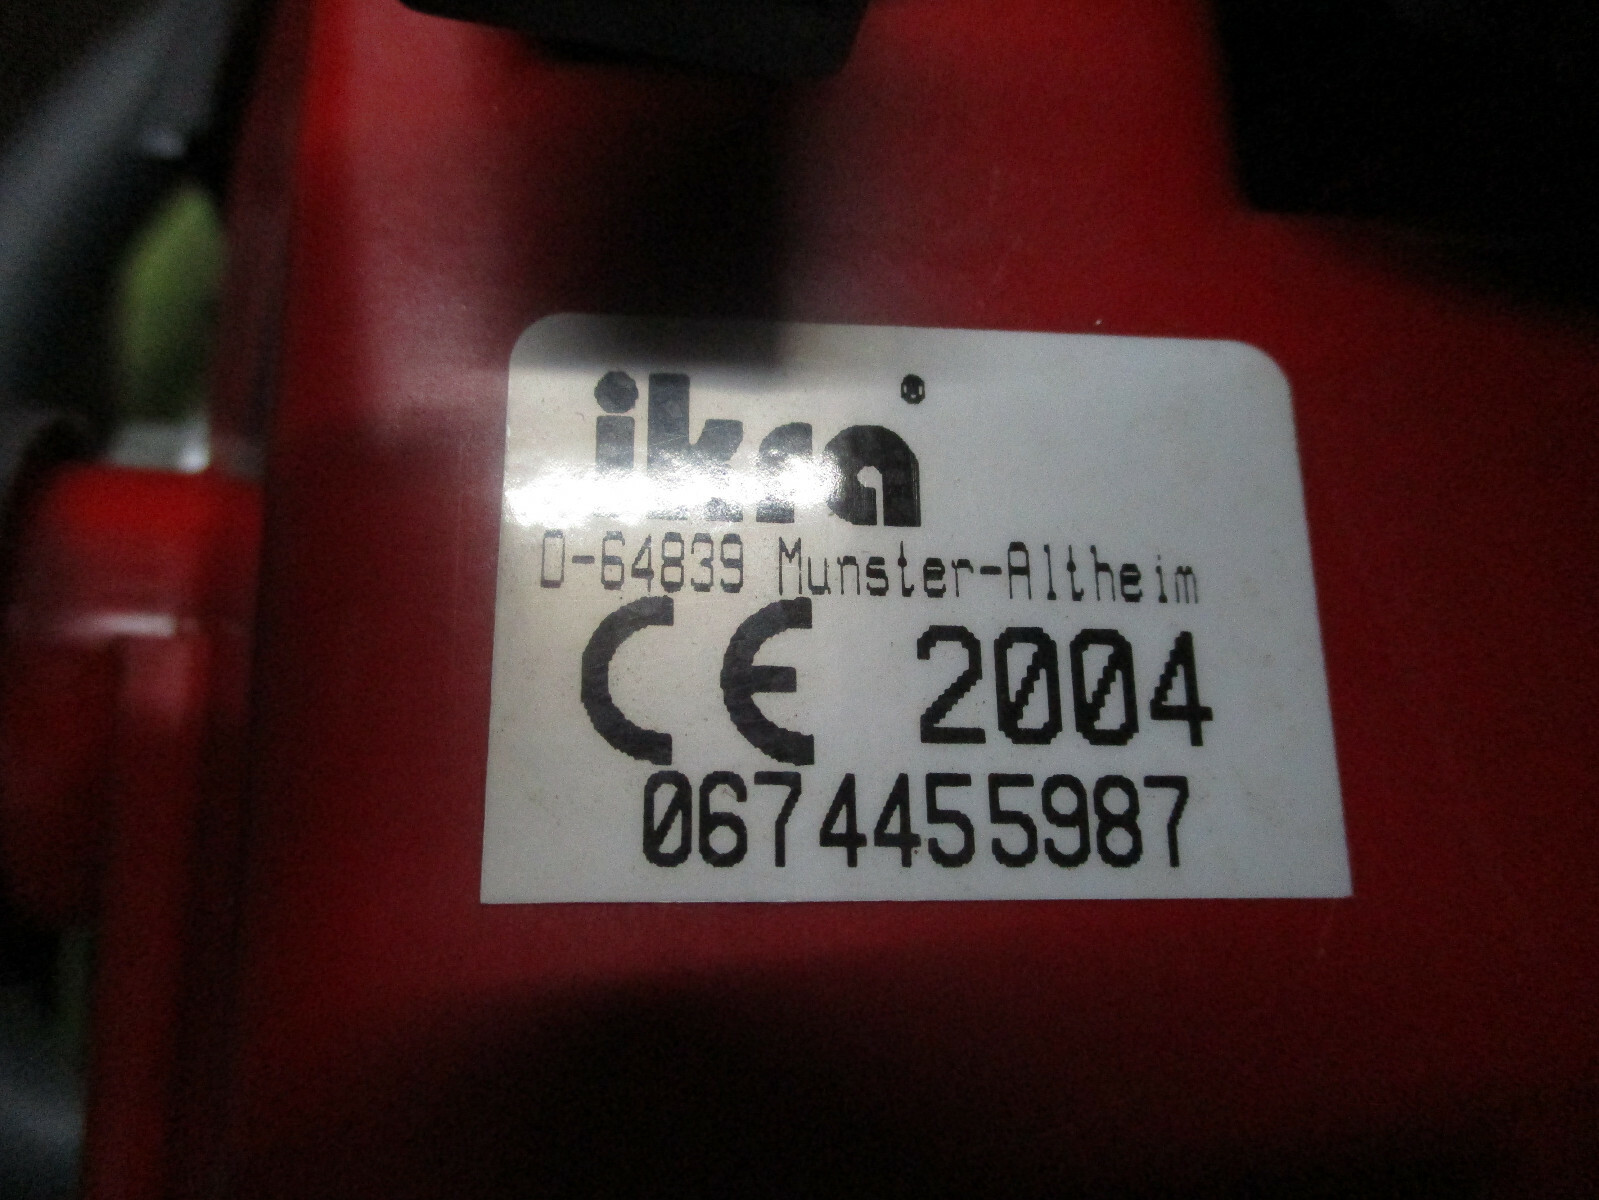 ikra®
D-64839 Munster-Altheim
CE 2004
0674455987